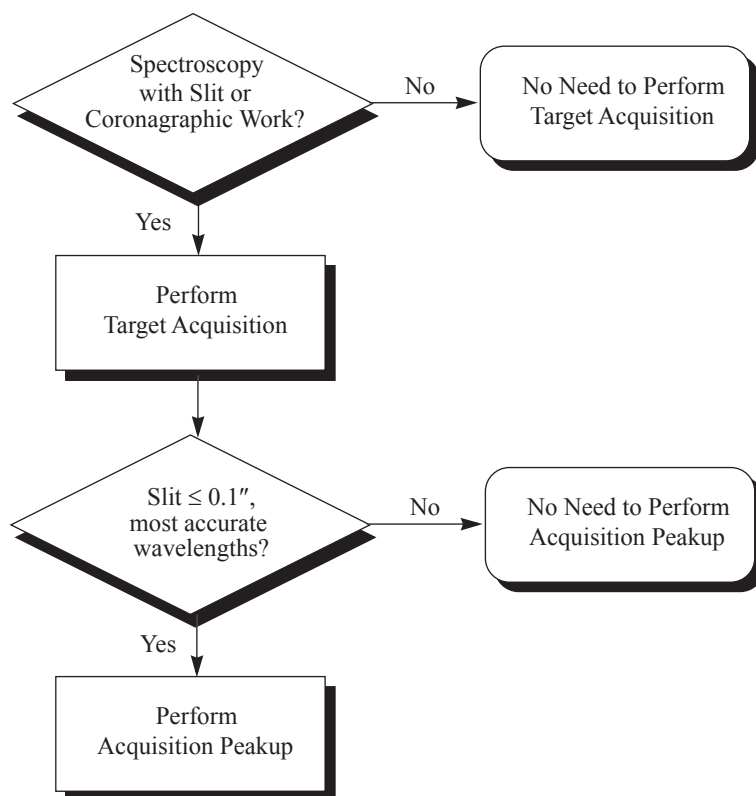 Spectroscopy
with Slit or
Coronagraphic Work?
No
No Need to Perform
Target Acquisition
Yes
Perform
Target Acquisition
Slit ≤ 0.1″,
most accurate
wavelengths?
No
No Need to Perform
Acquisition Peakup
Yes
Perform
Acquisition Peakup